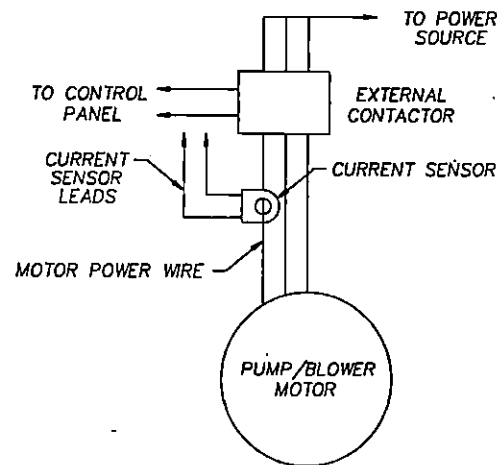 TO POWER
SOURCE
TO CONTROL
PANEL
EXTERNAL
CONTACTOR
CURRENT
SENSOR
LEADS
CURRENT SENSOR
MOTOR POWER WIRE
PUMP/BLOWER
MOTOR